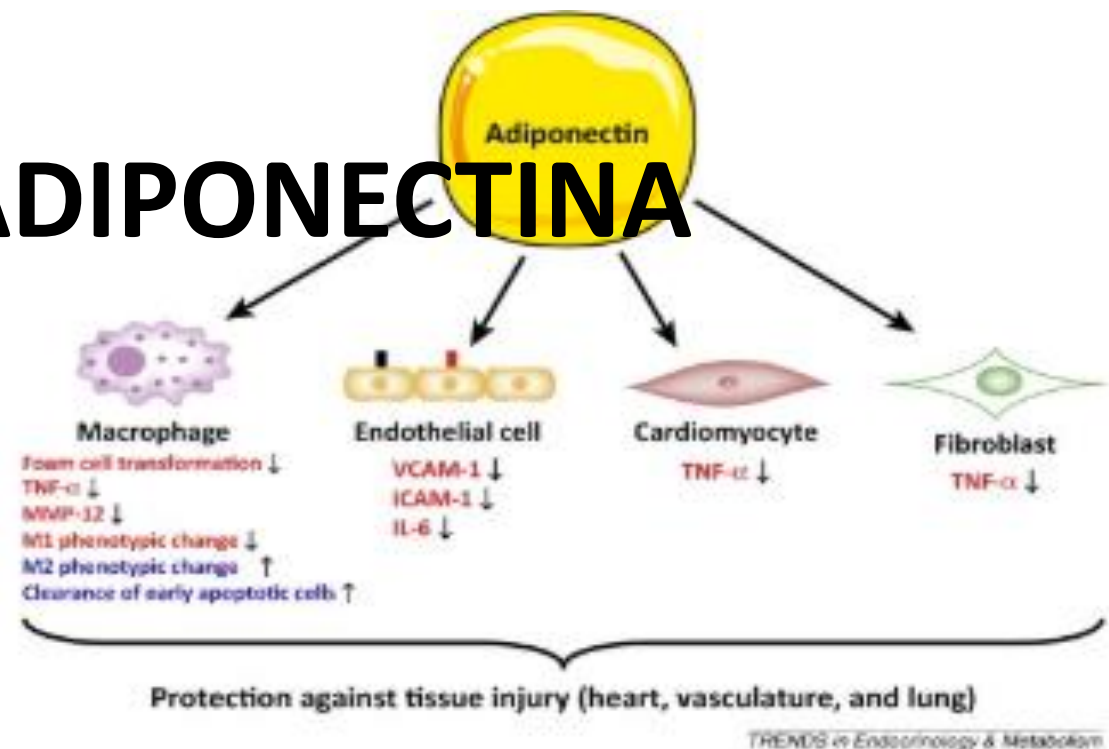 Adiponectin
ADIPONECTINA
Macrophage
Foam cell transformation ↓
TNF-α ↓
MMP-12 ↓
M1 phenotypic change ↓
M2 phenotypic change ↑
Clearance of early apoptotic cells ↑
Endothelial cell
VCAM-1 ↓
ICAM-1 ↓
IL-6 ↓
Cardiomyocyte
TNF-α ↓
Fibroblast
TNF-α ↓
Protection against tissue injury (heart, vasculature, and lung)
TRENDS in Endocrinology & Metabolism